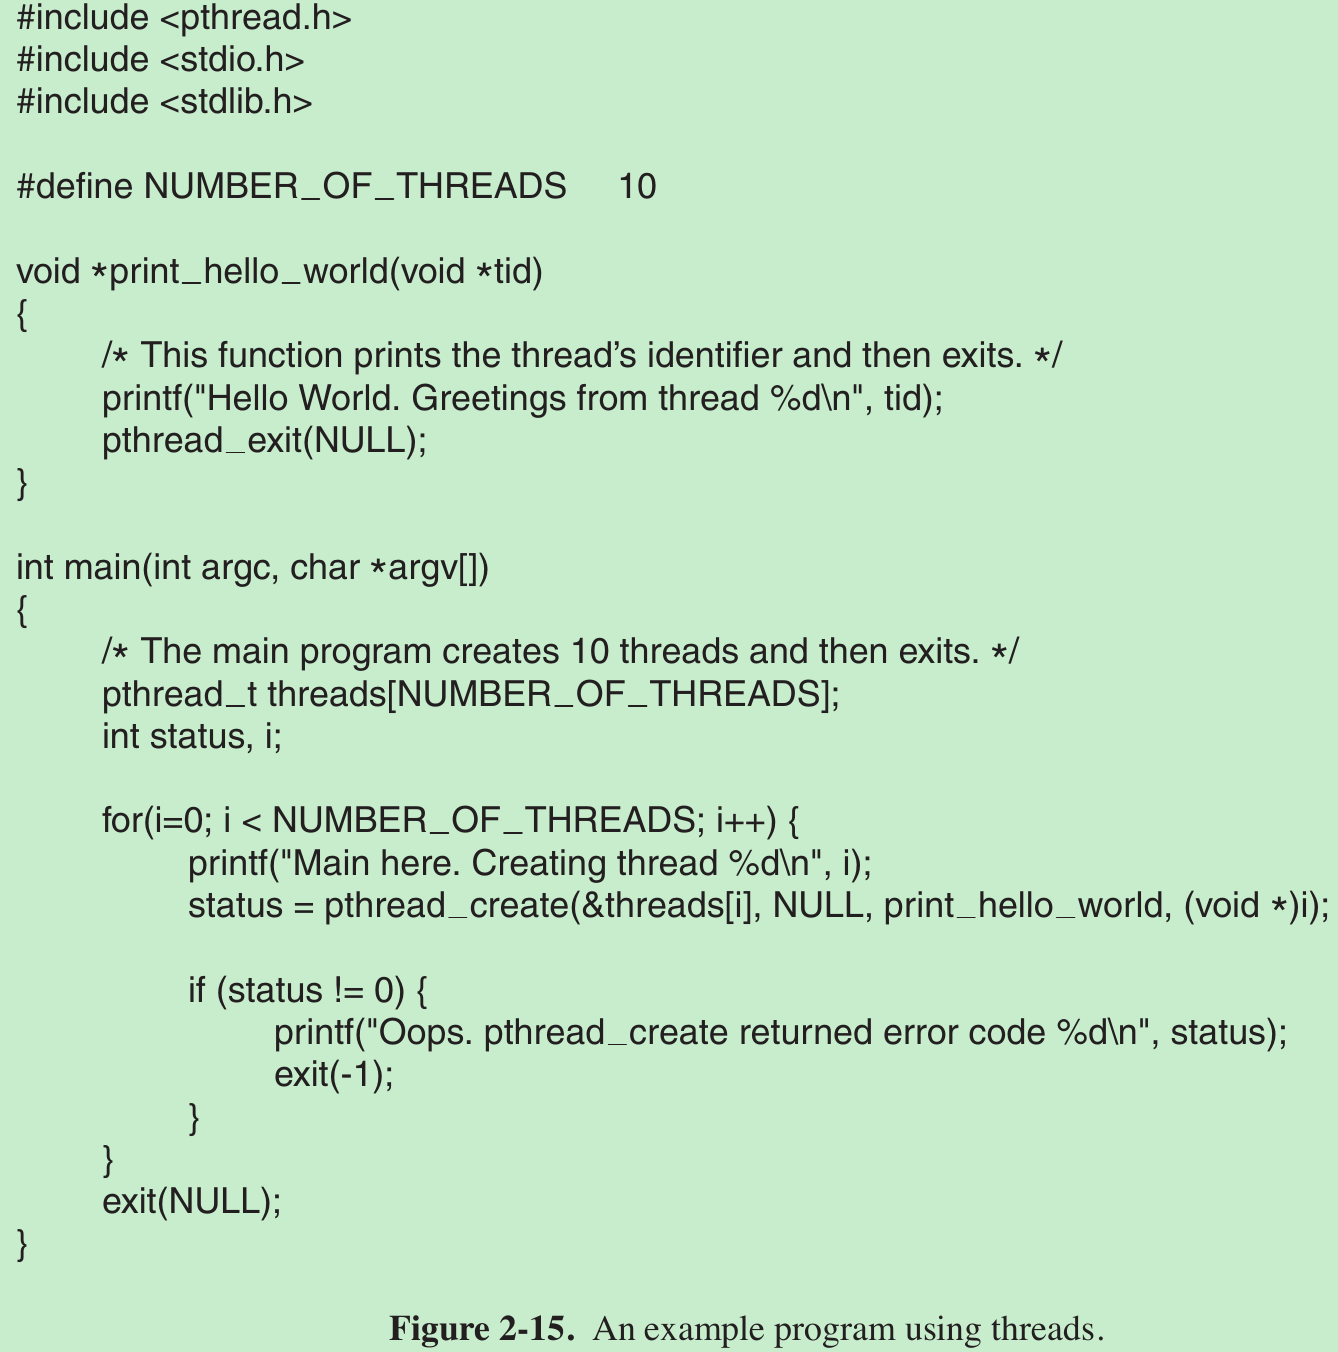 #include <pthread.h>
#include <stdio.h>
#include <stdlib.h>
#define NUMBER_OF_THREADS 10
void *print_hello_world(void *tid)
{
/* This function prints the thread’s identifier and then exits. */
printf("Hello World. Greetings from thread %d\n", tid);
pthread_exit(NULL);
}
int main(int argc, char *argv[])
{
/* The main program creates 10 threads and then exits. */
pthread_t threads[NUMBER_OF_THREADS];
int status, i;
for(i=0; i < NUMBER_OF_THREADS; i++) {
printf("Main here. Creating thread %d\n", i);
status = pthread_create(&threads[i], NULL, print_hello_world, (void *)i);
if (status != 0) {
printf("Oops. pthread_create returned error code %d\n", status);
exit(-1);
}
}
exit(NULL);
}
Figure 2-15. An example program using threads.